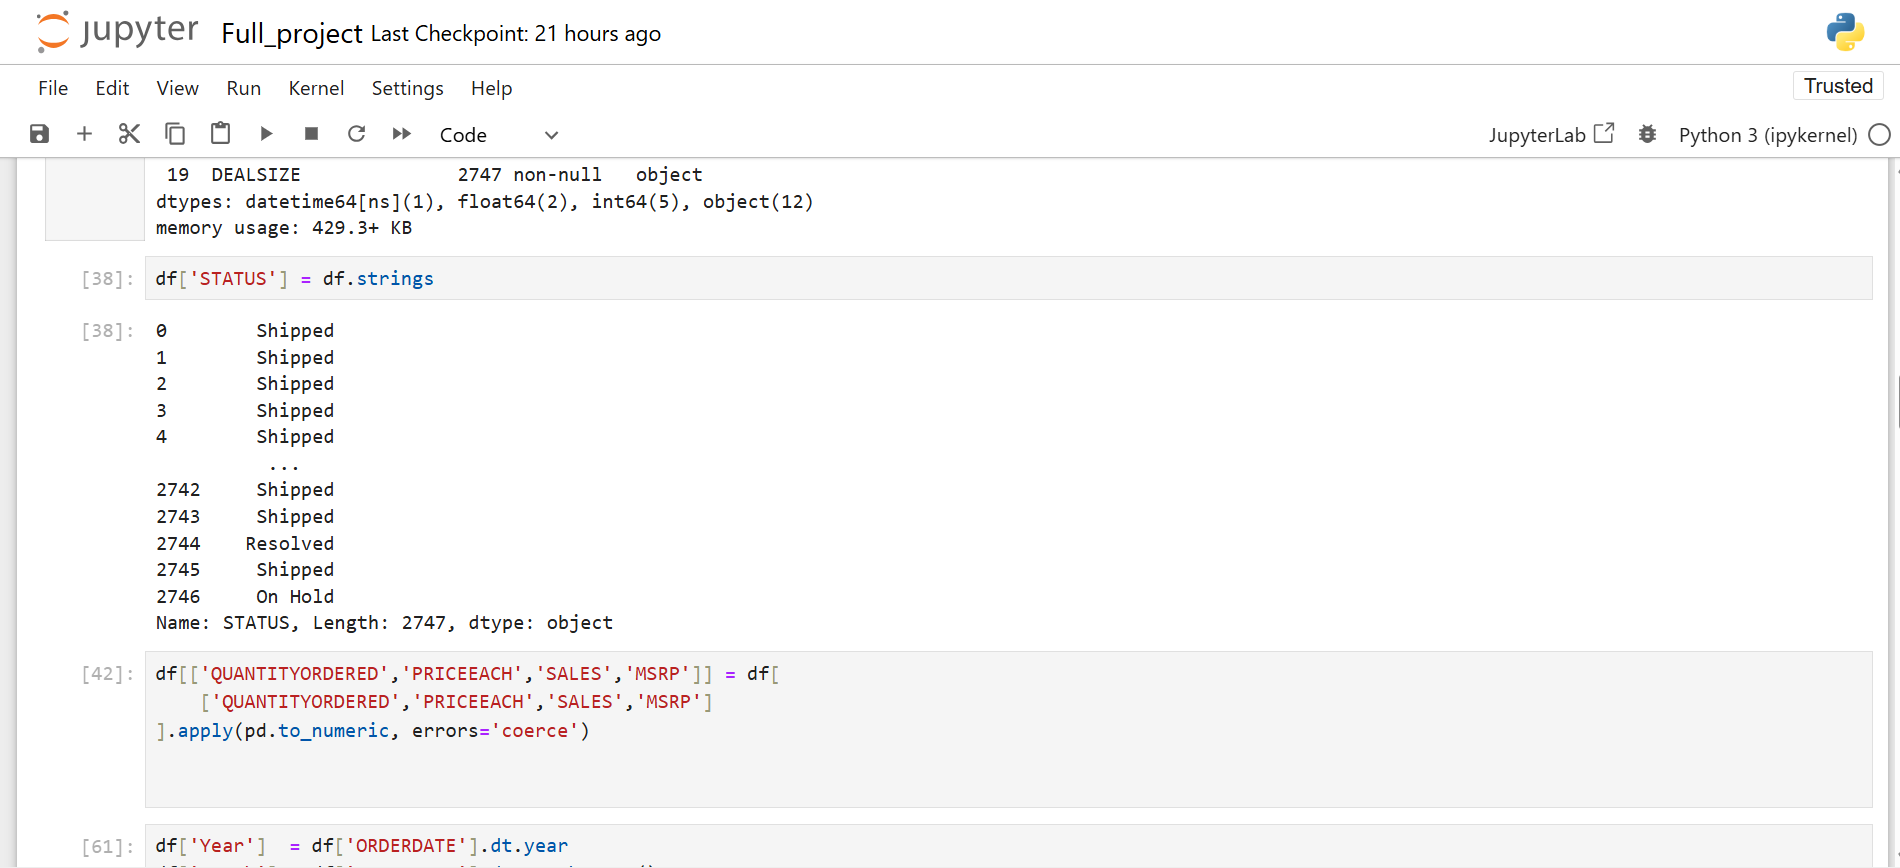 jupyter Full_project Last Checkpoint: 21 hours ago
File Edit View Run Kernel Settings Help Trusted
Code JupyterLab Python 3 (ipykernel)
19 DEALSIZE 2747 non-null object
dtypes: datetime64[ns](1), float64(2), int64(5), object(12)
memory usage: 429.3+ KB
[38]: df['STATUS'] = df.strings
[38]: 0 Shipped
1 Shipped
2 Shipped
3 Shipped
4 Shipped
...
2742 Shipped
2743 Shipped
2744 Resolved
2745 Shipped
2746 On Hold
Name: STATUS, Length: 2747, dtype: object
[42]: df[['QUANTITYORDERED','PRICEEACH','SALES','MSRP']] = df[
['QUANTITYORDERED','PRICEEACH','SALES','MSRP']
].apply(pd.to_numeric, errors='coerce')
[61]: df['Year'] = df['ORDERDATE'].dt.year